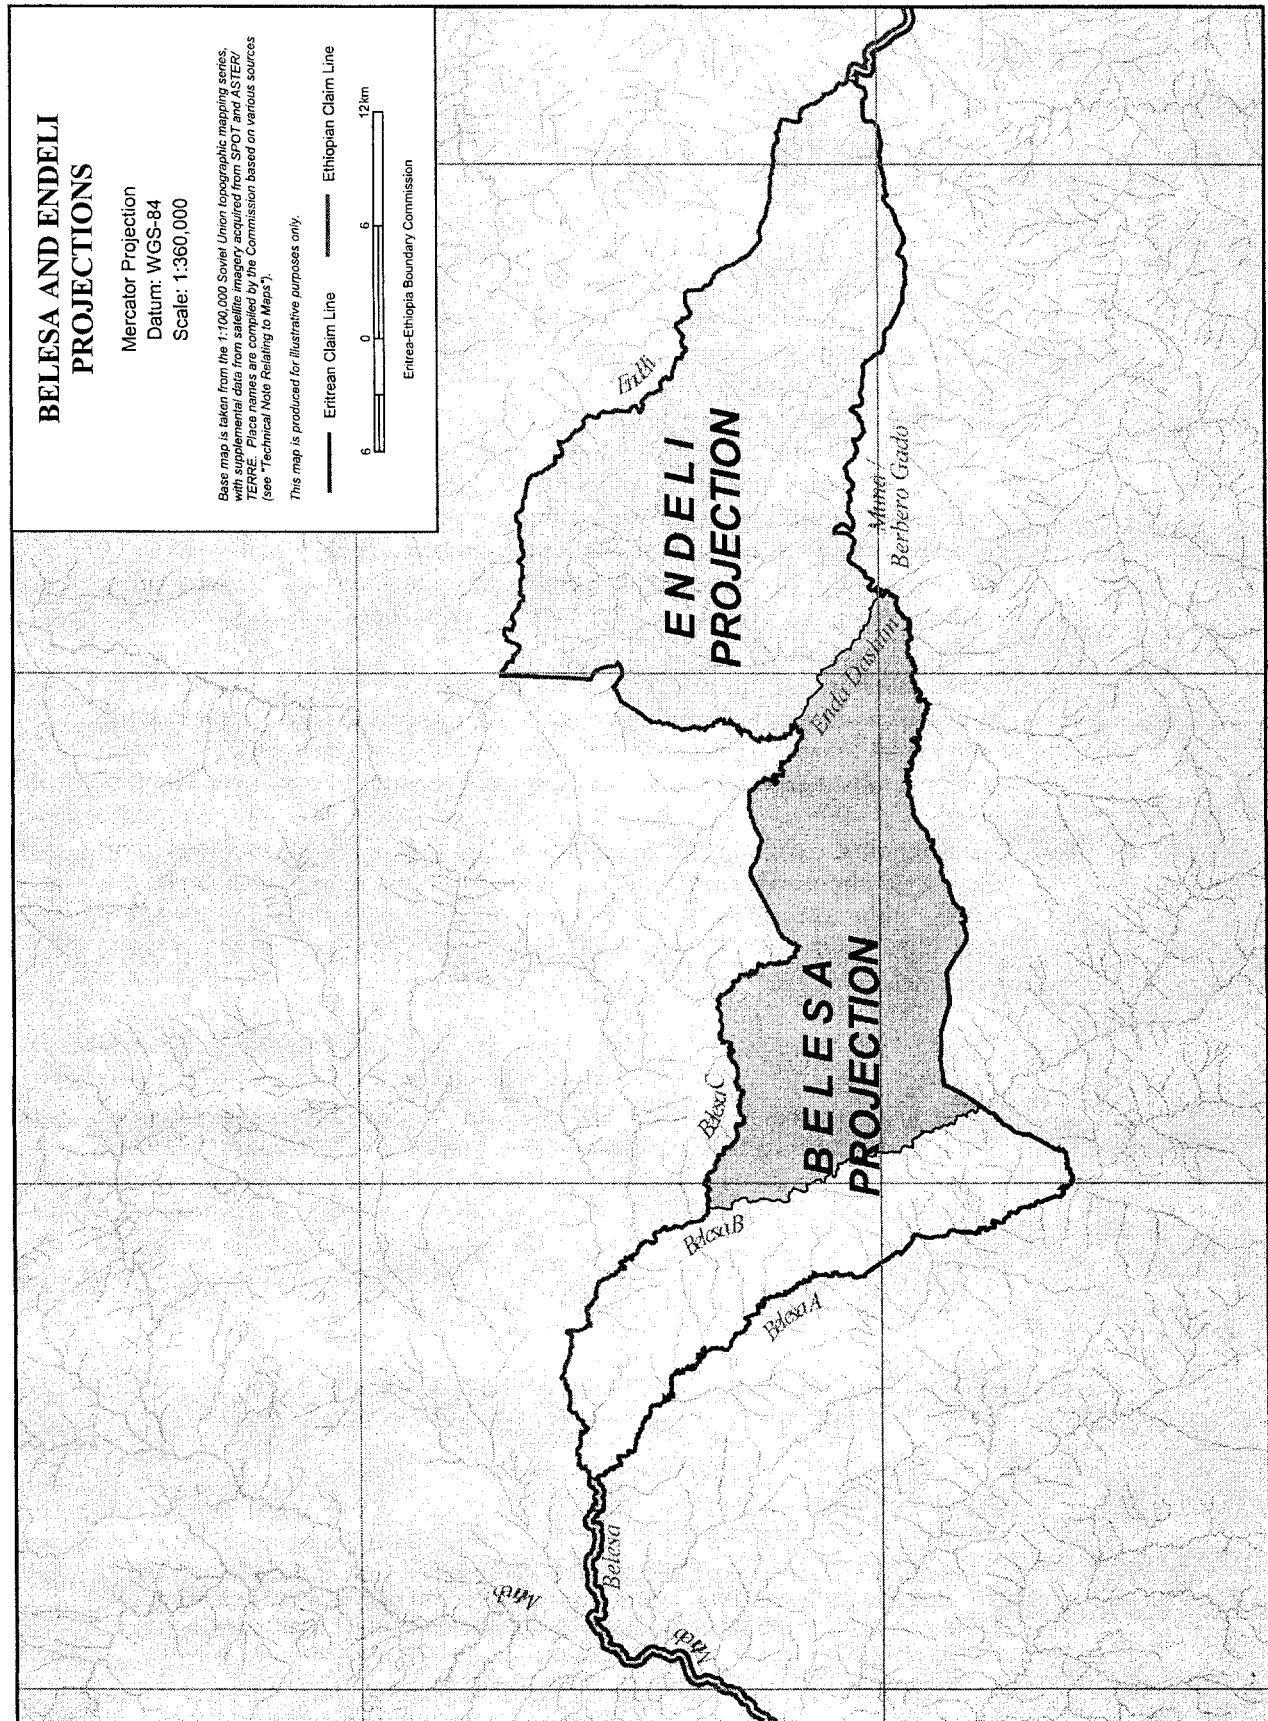 BELESA AND ENDELI
PROJECTIONS
Mercator Projection
Datum: WGS-84
Scale: 1:360,000
Base map is taken from the 1:100,000 Soviet Union topographic mapping series,
with supplemental data from satellite imagery acquired from SPOT and ASTER/
TERRE. Place names are compiled by the Commission based on various sources
(see "Technical Note Relating to Maps").
This map is produced for illustrative purposes only.
Eritrean Claim Line
Ethiopian Claim Line
6 0 6 12km
Eritrea-Ethiopia Boundary Commission
Mereb
Mereb
Belesa
Belesa A
Belesa B
Belesa C
BELESA
PROJECTION
Enda Dashim
ENDELI
PROJECTION
Endeli
Muna/
Berbero Gado